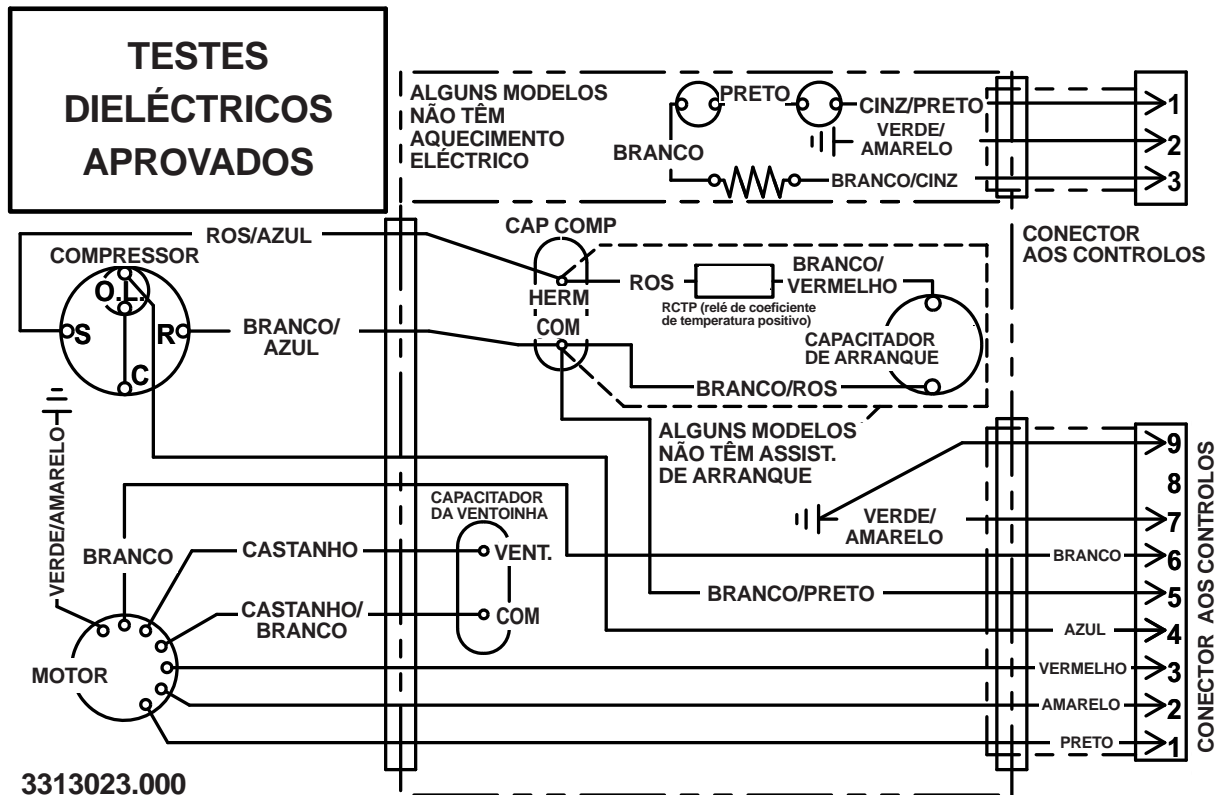 TESTES
DIELÉCTRICOS
APROVADOS
ALGUNS MODELOS
NÃO TÊM
AQUECIMENTO
ELÉCTRICO
PRETO
CINZ/PRETO
VERDE/
AMARELO
BRANCO
BRANCO/CINZ
1
2
3
CONECTOR
AOS CONTROLOS
ROS/AZUL
COMPRESSOR
O.L.
S
R
C
BRANCO/
AZUL
CAP COMP
HERM
COM
ROS
BRANCO/
VERMELHO
RCTP (relé de coeficiente
de temperatura positivo)
CAPACITADOR
DE ARRANQUE
BRANCO/ROS
ALGUNS MODELOS
NÃO TÊM ASSIST.
DE ARRANQUE
VERDE/AMARELO
BRANCO
CASTANHO
CASTANHO/
BRANCO
MOTOR
CAPACITADOR
DA VENTOINHA
VENT.
COM
VERDE/
AMARELO
BRANCO
BRANCO/PRETO
AZUL
VERMELHO
AMARELO
PRETO
9
8
7
6
5
4
3
2
1
CONECTOR AOS CONTROLOS
3313023.000